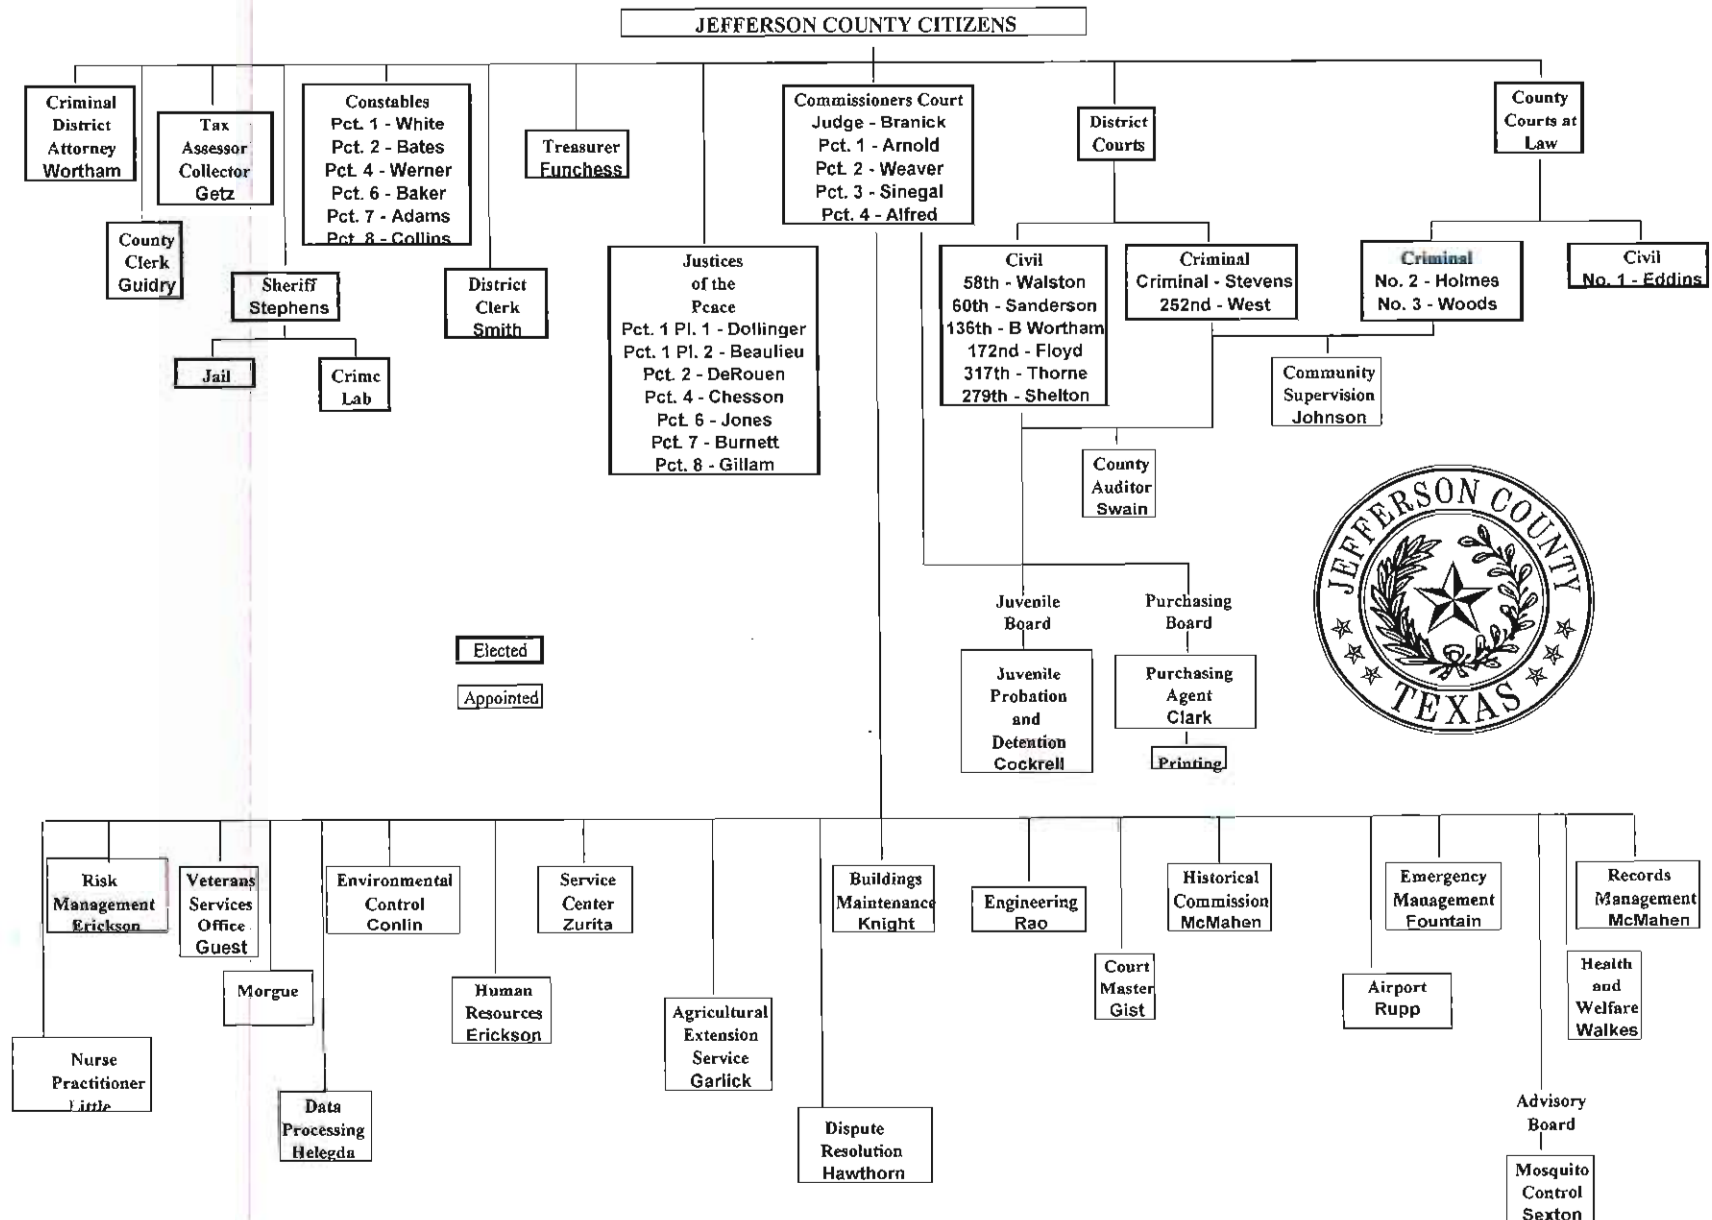 JEFFERSON COUNTY CITIZENS
Criminal
District
Attorney
Wortham
County
Clerk
Guidry
Tax
Assessor
Collector
Getz
Sheriff
Stephens
Jail
Crime
Lab
Constables
Pct. 1 - White
Pct. 2 - Bates
Pct. 4 - Werner
Pct. 6 - Baker
Pct. 7 - Adams
Pct. 8 - Collins
District
Clerk
Smith
Treasurer
Funchess
Justices
of the
Peace
Pct. 1 Pl. 1 - Dollinger
Pct. 1 Pl. 2 - Beaulieu
Pct. 2 - DeRouen
Pct. 4 - Chesson
Pct. 6 - Jones
Pct. 7 - Burnett
Pct. 8 - Gillam
Commissioners Court
Judge - Branick
Pct. 1 - Arnold
Pct. 2 - Weaver
Pct. 3 - Sinegal
Pct. 4 - Alfred
District
Courts
Civil
58th - Walston
60th - Sanderson
136th - B Wortham
172nd - Floyd
317th - Thorne
279th - Shelton
Criminal
Criminal - Stevens
252nd - West
County
Courts at
Law
Criminal
No. 2 - Holmes
No. 3 - Woods
Civil
No. 1 - Eddins
Community
Supervision
Johnson
County
Auditor
Swain
Juvenile
Board
Juvenile
Probation
and
Detention
Cockrell
Purchasing
Board
Purchasing
Agent
Clark
Printing
JEFFERSON COUNTY
TEXAS
Elected
Appointed
Nurse
Practitioner
Little
Risk
Management
Erickson
Veterans
Services
Office
Guest
Morgue
Data
Processing
Helegda
Environmental
Control
Conlin
Human
Resources
Erickson
Service
Center
Zurita
Agricultural
Extension
Service
Garlick
Dispute
Resolution
Hawthorn
Buildings
Maintenance
Knight
Engineering
Rao
Court
Master
Gist
Historical
Commission
McMahen
Airport
Rupp
Emergency
Management
Fountain
Advisory
Board
Mosquito
Control
Sexton
Health
and
Welfare
Walkes
Records
Management
McMahen